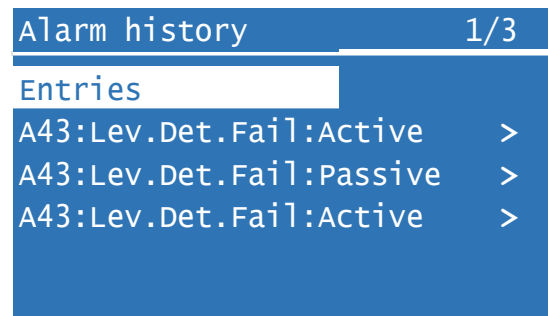 Alarm history 1/3
Entries
A43:Lev.Det.Fail:Active >
A43:Lev.Det.Fail:Passive >
A43:Lev.Det.Fail:Active >